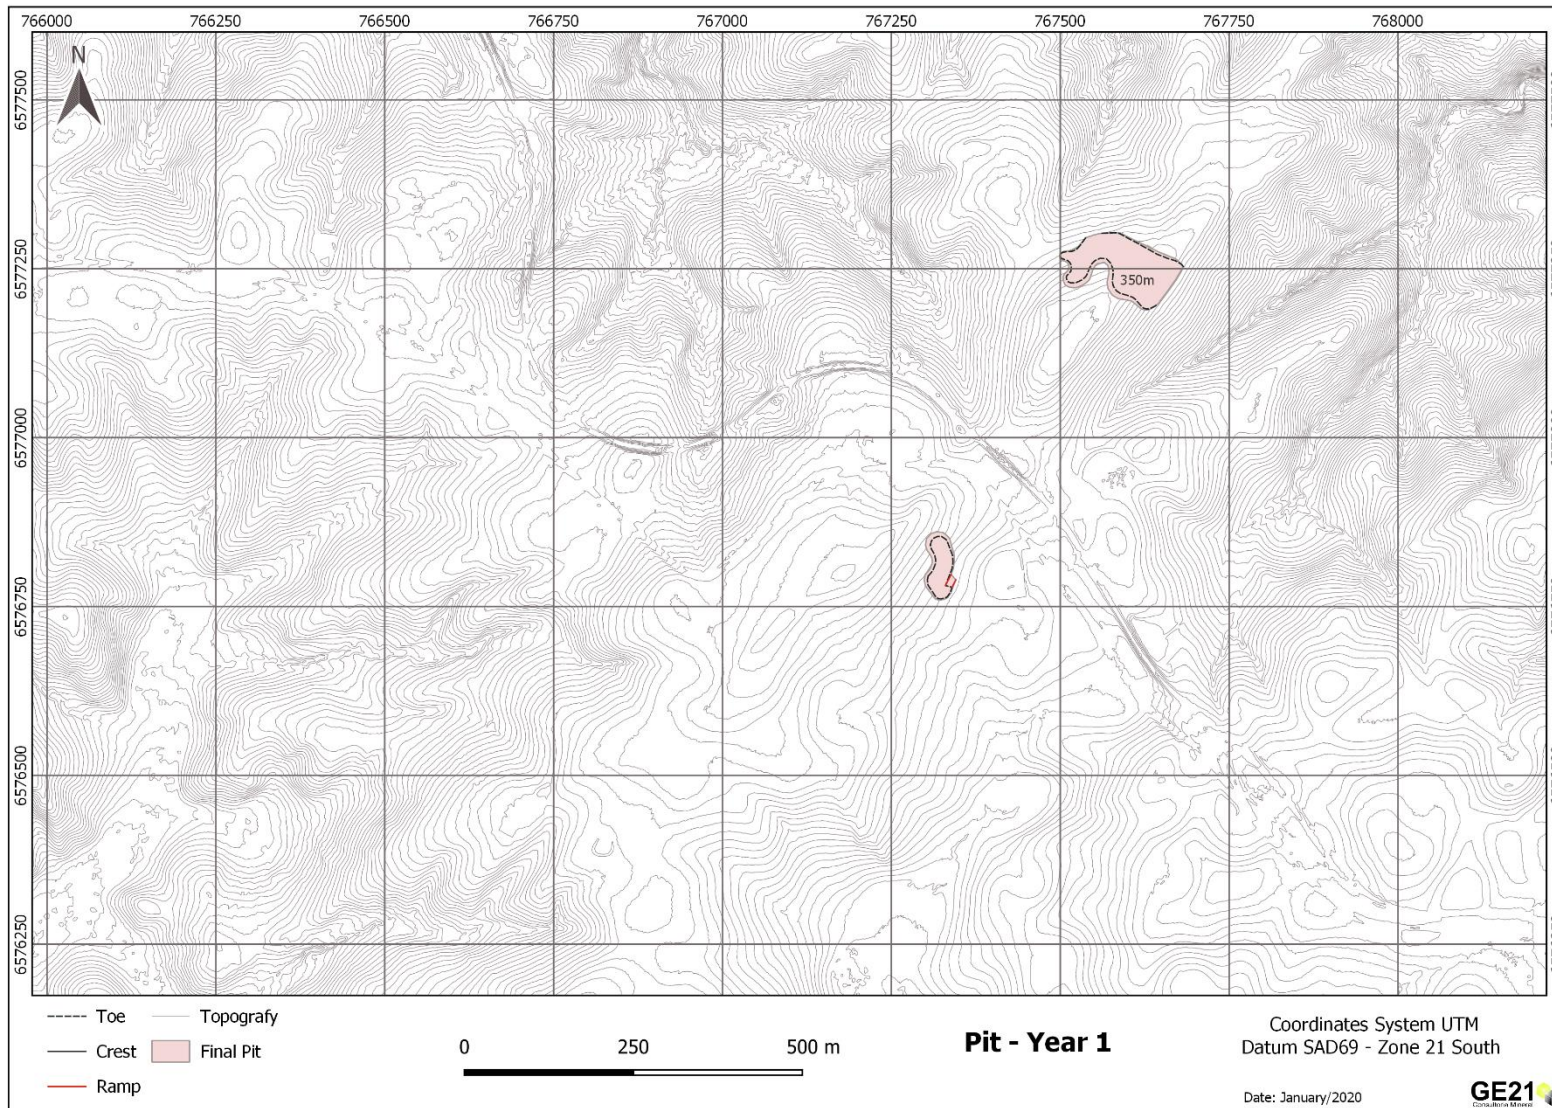 766000 766250 766500 766750 767000 767250 767500 767750 768000
N
6577500
6577250
6577000
6576750
6576500
6576250
350m
Toe
Topografy
Crest
Final Pit
Ramp
0 250 500 m
Pit - Year 1
Coordinates System UTM
Datum SAD69 - Zone 21 South
Date: January/2020
GE21
Consultoria Mineral